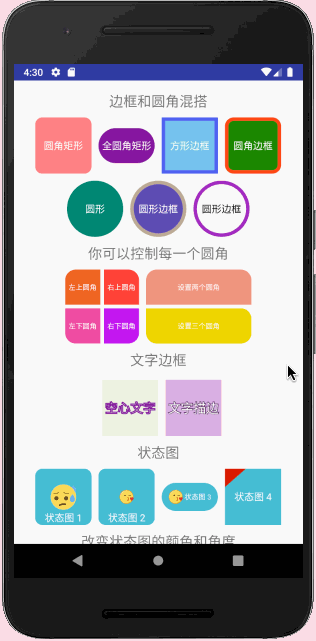 4:30
边框和圆角混搭
圆角矩形 全圆角矩形 方形边框 圆角边框
圆形 圆形边框 圆形边框
你可以控制每一个圆角
左上圆角 右上圆角 设置两个圆角
左下圆角 右下圆角 设置三个圆角
文字边框
空心文字 文字描边
状态图
状态图 1 状态图 2 状态图 3 状态图 4
改变状态图的颜色和角度